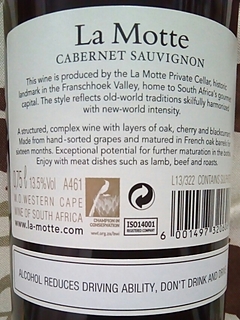 La Motte
CABERNET SAUVIGNON
This wine is produced by the La Motte Private Cellar, historic
landmark in the Franschhoek Valley, home to South Africa's gourmet
capital. The style reflects old-world traditions skilfully harmonised
with new-world intensity.
A structured, complex wine with layers of oak, cherry and blackcurrant.
Made from hand-sorted grapes and matured in French oak barrels for
sixteen months. Exceptional potential for further maturation in the bottle.
Enjoy with meat dishes such as lamb, beef and roasts.
0,75 l 13.5% Vol A461
L13/322 CONTAINS
W.O. WESTERN CAPE
WINE OF SOUTH AFRICA
www.la-motte.com
CHAMPION IN
CONSERVATION
ISO14001
REGISTERED
6 001497
ALCOHOL REDUCES DRIVING ABILITY, DON'T DRINK AND